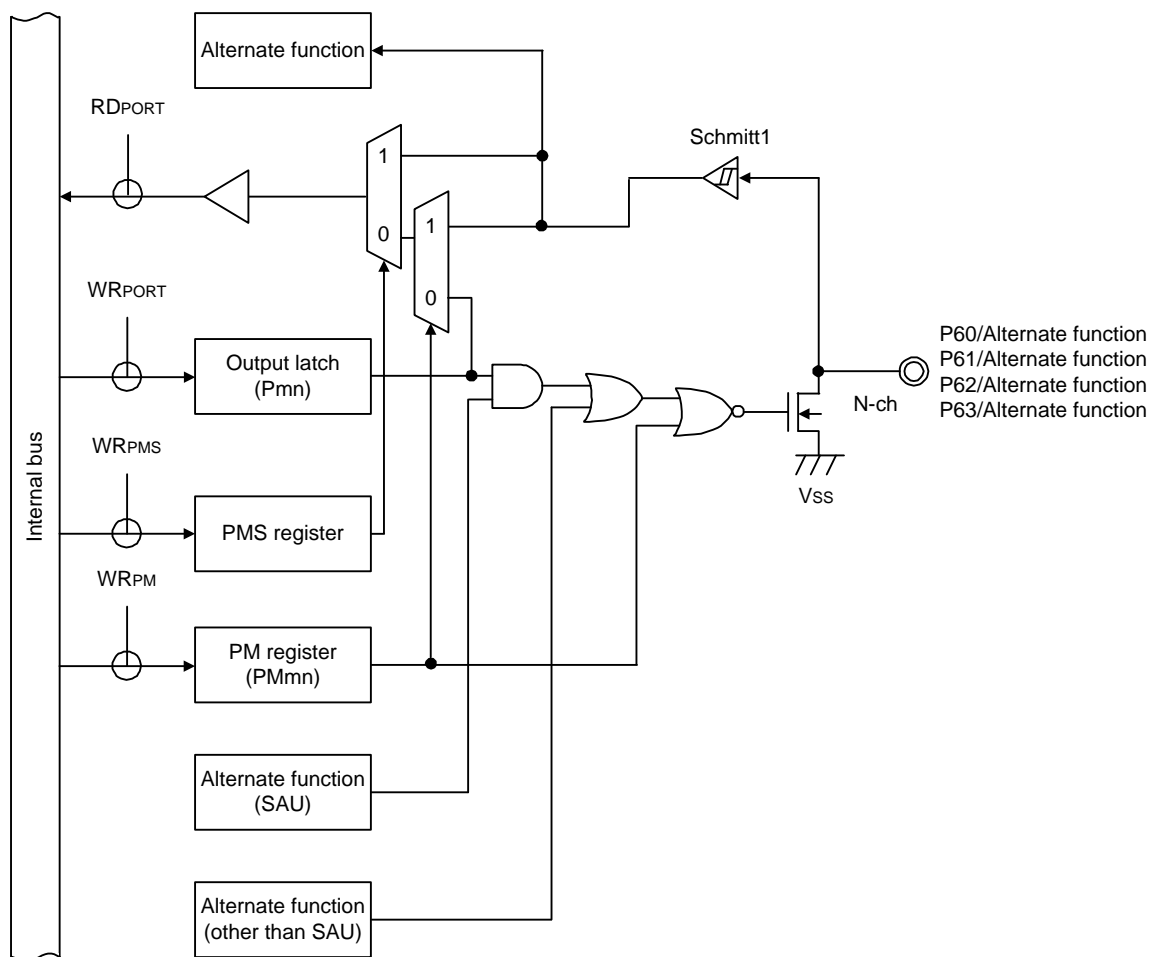 Alternate function
RDPORT
Schmitt1
1
0
1
0
WRPORT
Output latch
(Pmn)
P60/Alternate function
P61/Alternate function
P62/Alternate function
P63/Alternate function
N-ch
VSS
Internal bus
WRPMS
PMS register
WRPM
PM register
(PMmn)
Alternate function
(SAU)
Alternate function
(other than SAU)